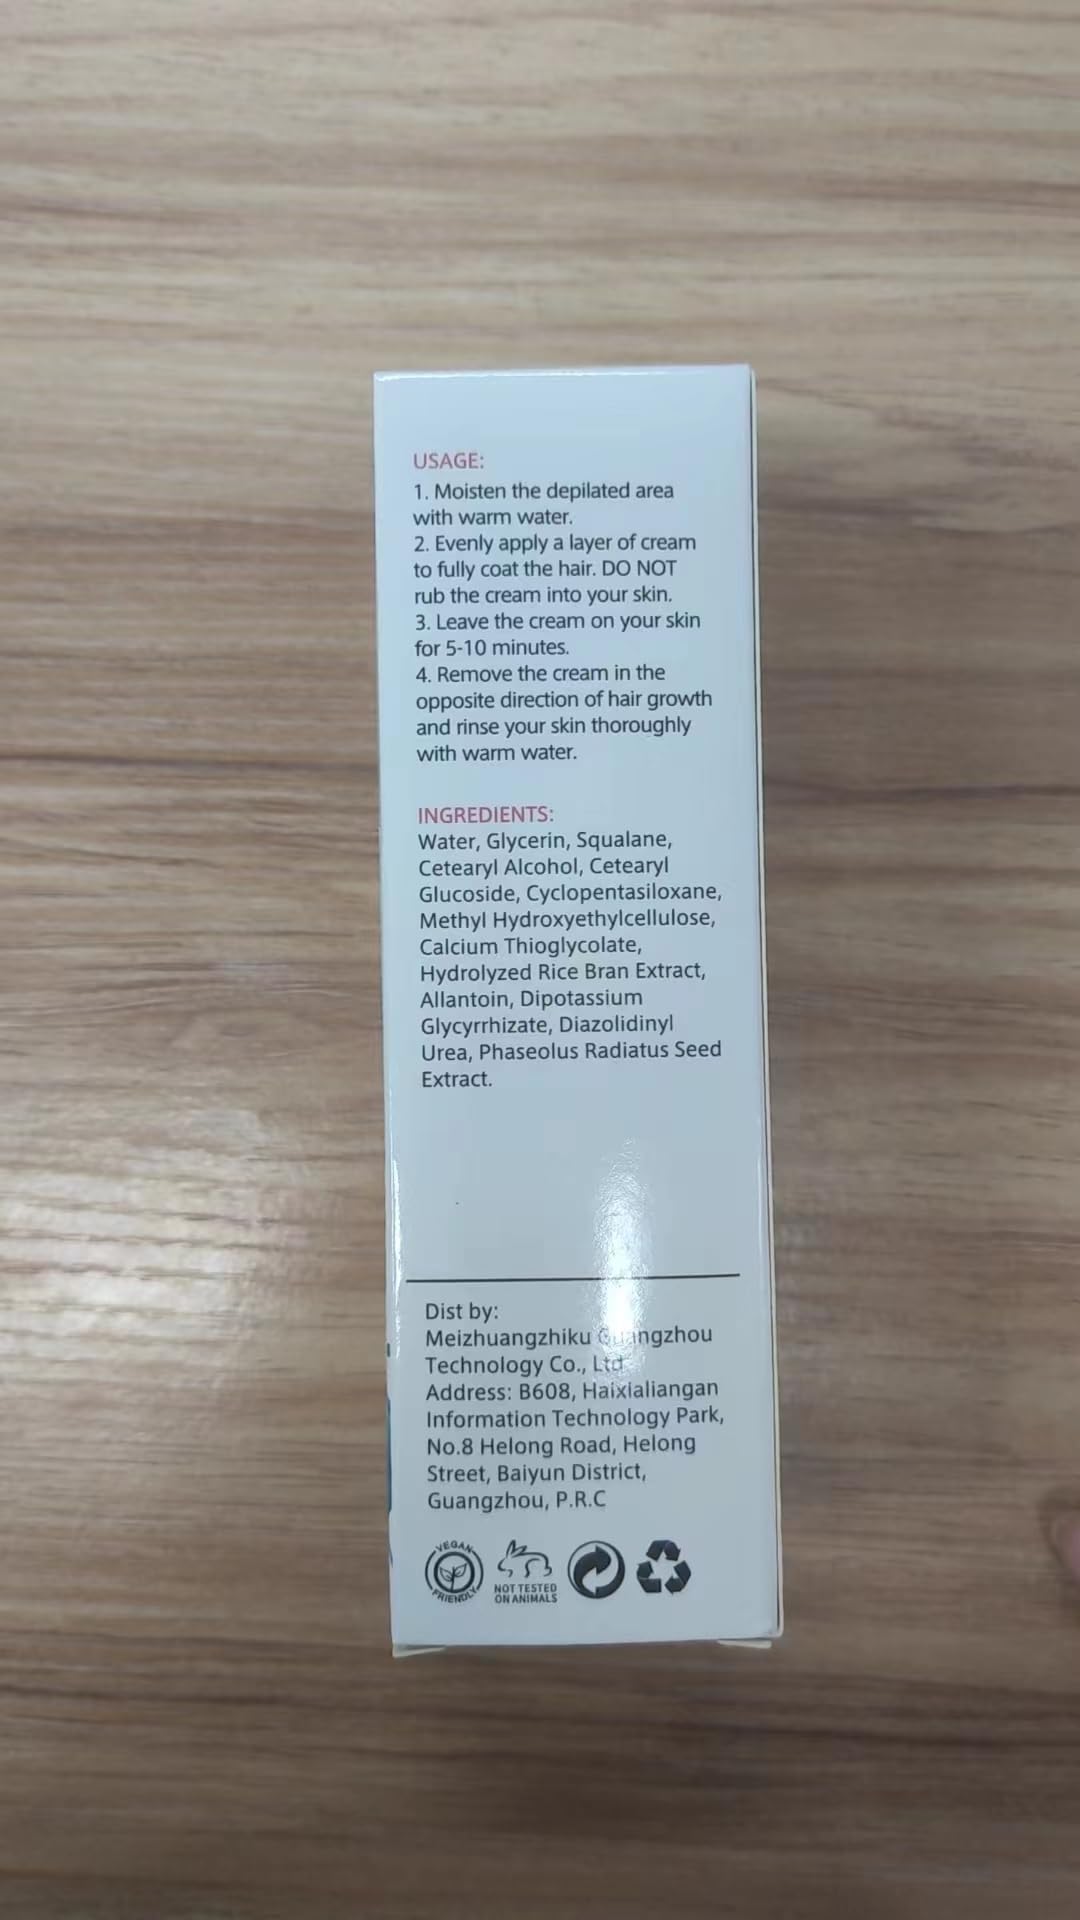 USAGE:
1. Moisten the depilated area
with warm water.
2. Evenly apply a layer of cream
to fully coat the hair. DO NOT
rub the cream into your skin.
3. Leave the cream on your skin
for 5-10 minutes.
4. Remove the cream in the
opposite direction of hair growth
and rinse your skin thoroughly
with warm water.
INGREDIENTS:
Water, Glycerin, Squalane,
Cetearyl Alcohol, Cetearyl
Glucoside, Cyclopentasiloxane,
Methyl Hydroxyethylcellulose,
Calcium Thioglycolate,
Hydrolyzed Rice Bran Extract,
Allantoin, Dipotassium
Glycyrrhizate, Diazolidinyl
Urea, Phaseolus Radiatus Seed
Extract.
Dist by:
Meizhuangzhiku Guangzhou
Technology Co., Ltd
Address: B608, Haixialiangan
Information Technology Park,
No.8 Helong Road, Helong
Street, Baiyun District,
Guangzhou, P.R.C
VEGAN
FRIENDLY
NOT TESTED
ON ANIMALS